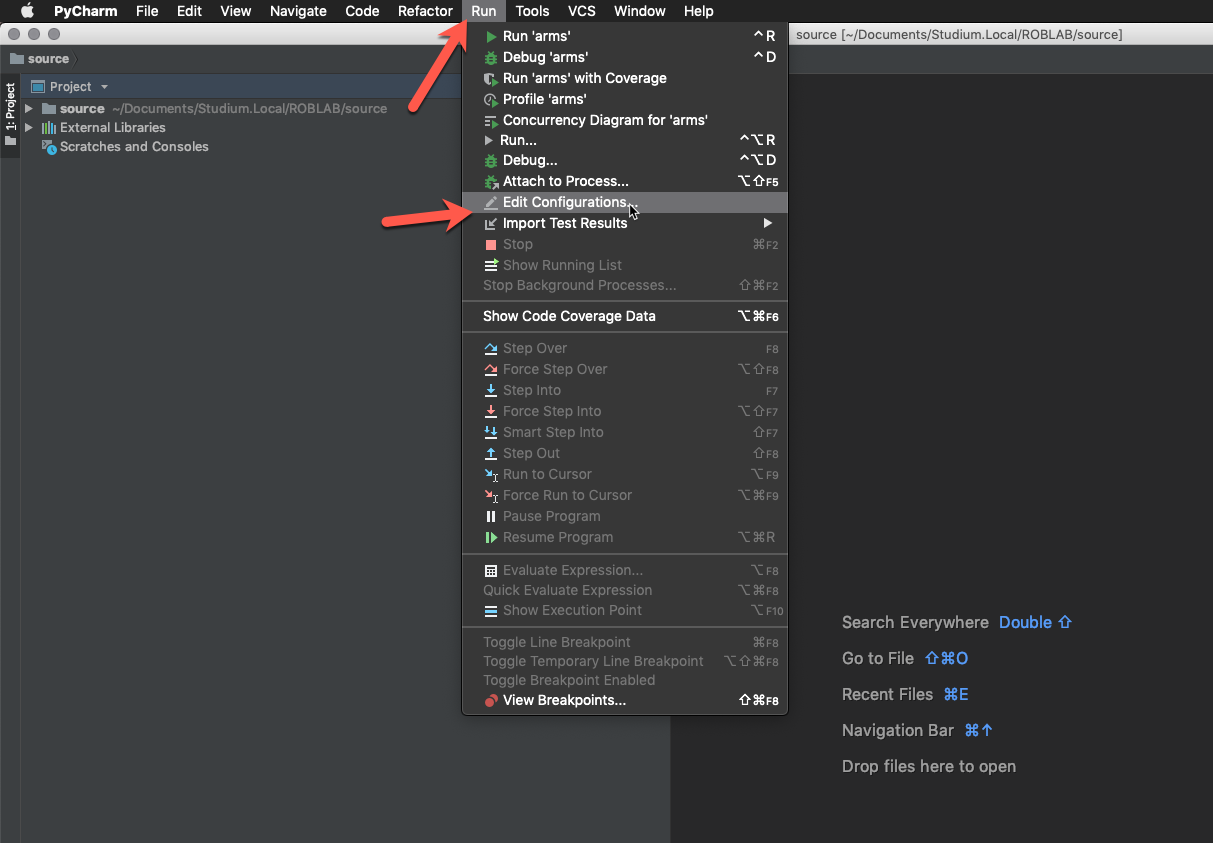 PyCharm File Edit View Navigate Code Refactor Run Tools VCS Window Help
source [~/Documents/Studium.Local/ROBLAB/source]
source
1: Project
Project
source ~/Documents/Studium.Local/ROBLAB/source
External Libraries
Scratches and Consoles
Run 'arms' ^R
Debug 'arms' ^D
Run 'arms' with Coverage
Profile 'arms'
Concurrency Diagram for 'arms'
Run... ^⌥R
Debug... ^⌥D
Attach to Process... ⌥⇧F5
Edit Configurations...
Import Test Results
Stop ⌘F2
Show Running List
Stop Background Processes... ⇧⌘F2
Show Code Coverage Data ⌥⌘F6
Step Over F8
Force Step Over ⌥⇧F8
Step Into F7
Force Step Into ⌥⇧F7
Smart Step Into ⇧F7
Step Out ⇧F8
Run to Cursor ⌥F9
Force Run to Cursor ⌥⌘F9
Pause Program
Resume Program ⌥⌘R
Evaluate Expression... ⌥F8
Quick Evaluate Expression ⌥⌘F8
Show Execution Point ⌥F10
Toggle Line Breakpoint ⌘F8
Toggle Temporary Line Breakpoint ⌥⇧⌘F8
Toggle Breakpoint Enabled
View Breakpoints... ⇧⌘F8
Search Everywhere Double ⇧
Go to File ⇧⌘O
Recent Files ⌘E
Navigation Bar ⌘↑
Drop files here to open